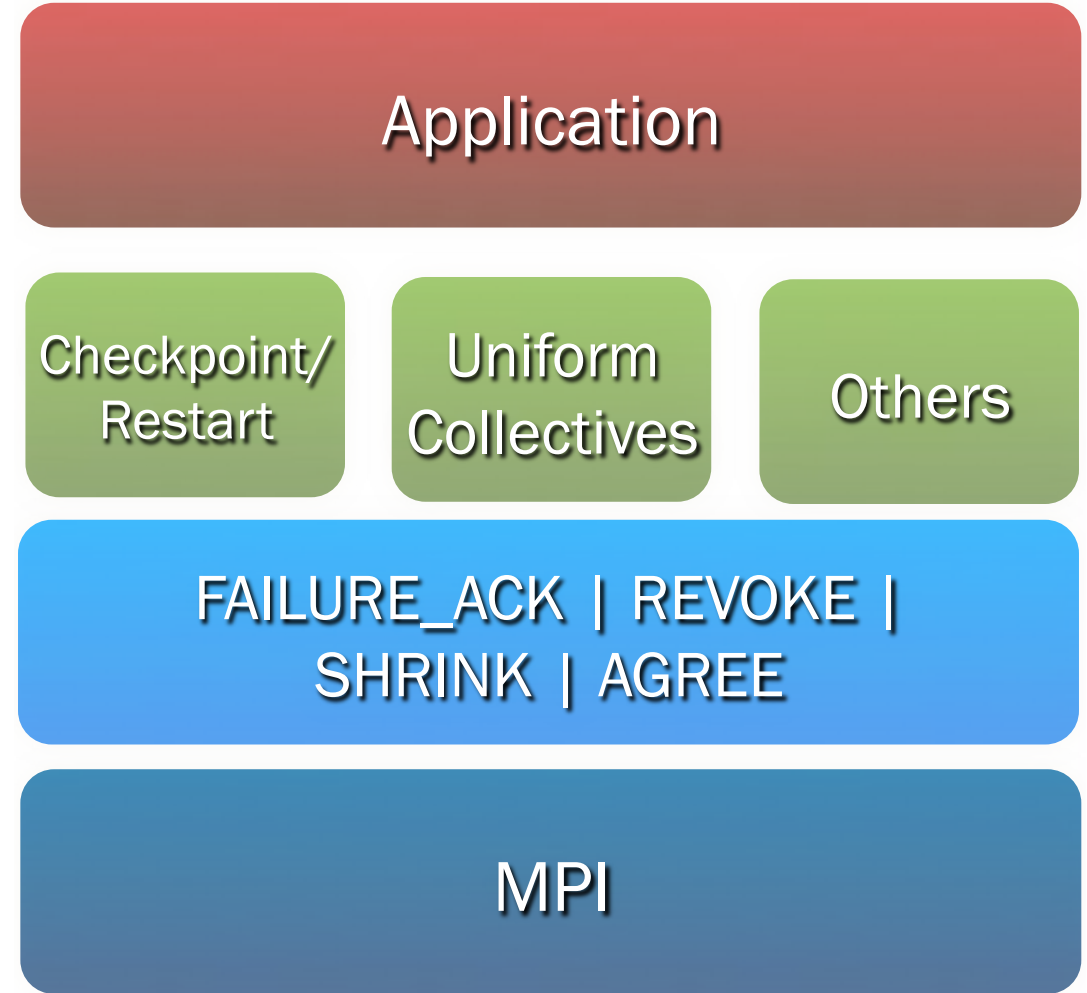 Application
Checkpoint/
Restart
Uniform
Collectives
Others
FAILURE_ACK | REVOKE |
SHRINK | AGREE
MPI